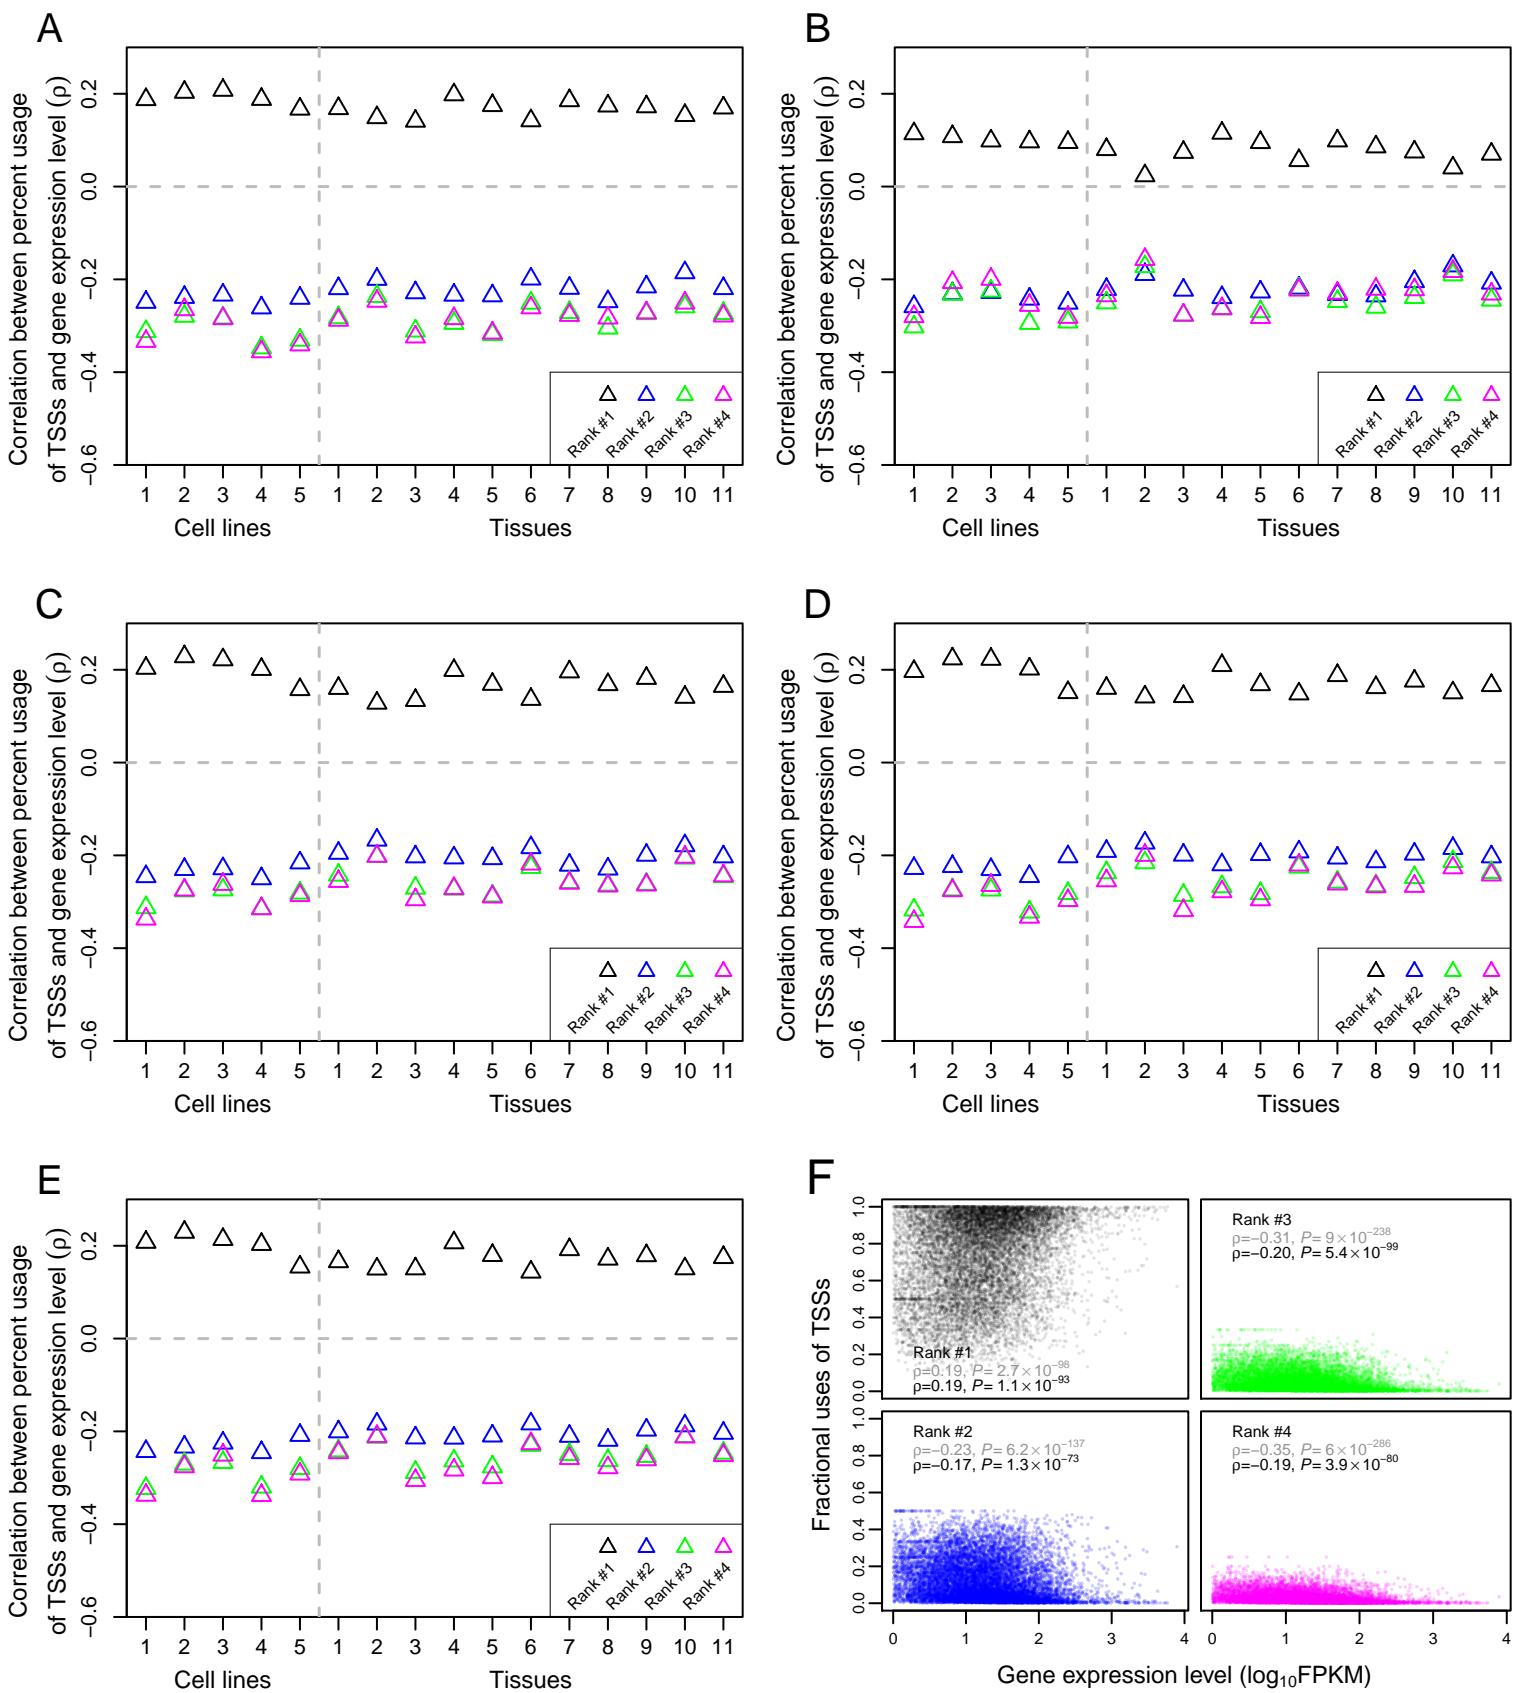 A
Correlation between percent usage
of TSSs and gene expression level (ρ)
0.2
0.0
−0.2
−0.4
−0.6
Rank #1
Rank #2
Rank #3
Rank #4
1 2 3 4 5 1 2 3 4 5 6 7 8 9 10 11
Cell lines Tissues
B
Correlation between percent usage
of TSSs and gene expression level (ρ)
0.2
0.0
−0.2
−0.4
−0.6
Rank #1
Rank #2
Rank #3
Rank #4
1 2 3 4 5 1 2 3 4 5 6 7 8 9 10 11
Cell lines Tissues
C
Correlation between percent usage
of TSSs and gene expression level (ρ)
0.2
0.0
−0.2
−0.4
−0.6
Rank #1
Rank #2
Rank #3
Rank #4
1 2 3 4 5 1 2 3 4 5 6 7 8 9 10 11
Cell lines Tissues
D
Correlation between percent usage
of TSSs and gene expression level (ρ)
0.2
0.0
−0.2
−0.4
−0.6
Rank #1
Rank #2
Rank #3
Rank #4
1 2 3 4 5 1 2 3 4 5 6 7 8 9 10 11
Cell lines Tissues
E
Correlation between percent usage
of TSSs and gene expression level (ρ)
0.2
0.0
−0.2
−0.4
−0.6
Rank #1
Rank #2
Rank #3
Rank #4
1 2 3 4 5 1 2 3 4 5 6 7 8 9 10 11
Cell lines Tissues
F
Fractional uses of TSSs
1.0
0.8
0.6
0.4
0.2
0.0
Rank #1
ρ=0.19, P= 2.7×10⁻⁹⁸
ρ=0.19, P= 1.1×10⁻⁹³
Rank #3
ρ=−0.31, P= 9×10⁻²³⁸
ρ=−0.20, P= 5.4×10⁻⁹⁹
1.0
0.8
0.6
0.4
0.2
0.0
Rank #2
ρ=−0.23, P= 6.2×10⁻¹³⁷
ρ=−0.17, P= 1.3×10⁻⁷³
Rank #4
ρ=−0.35, P= 6×10⁻²⁸⁶
ρ=−0.19, P= 3.9×10⁻⁸⁰
0 1 2 3 4 0 1 2 3 4
Gene expression level (log₁₀FPKM)